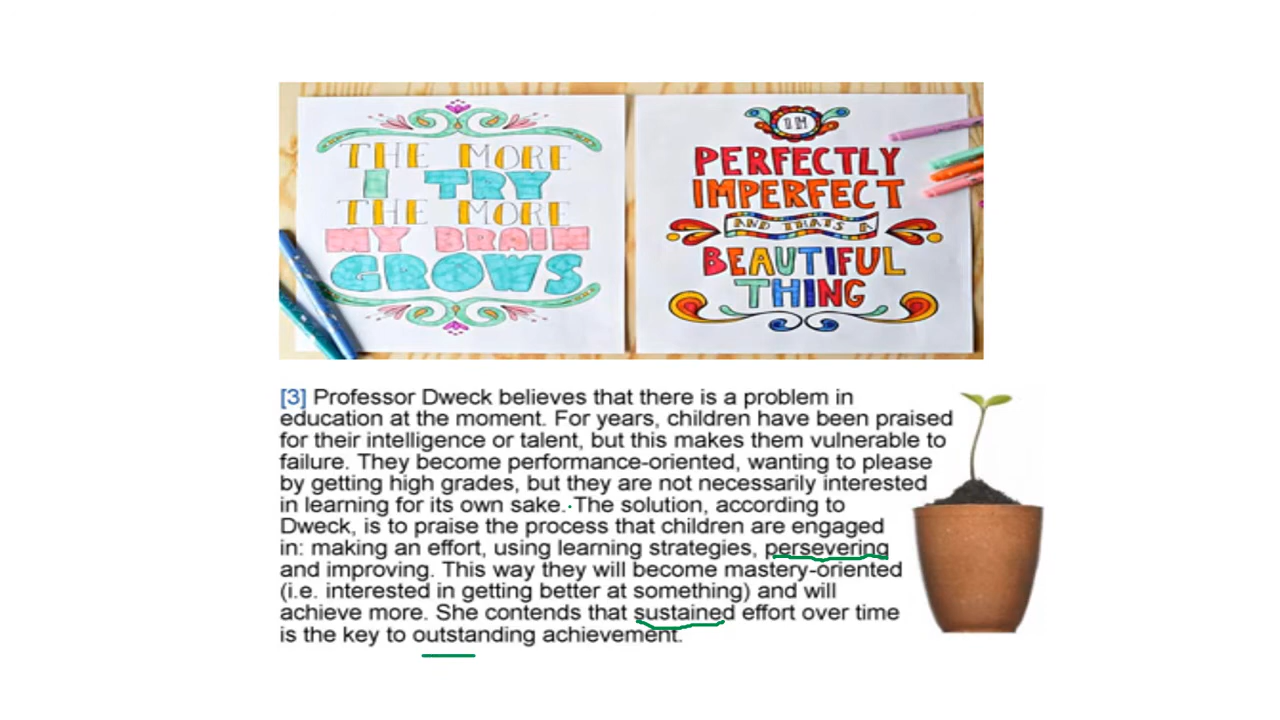 THE MORE
I TRY
THE MORE
MY BRAIN
GROWS
I'M
PERFECTLY
IMPERFECT
AND THAT'S A
BEAUTIFUL
THING
[3] Professor Dweck believes that there is a problem in
education at the moment. For years, children have been praised
for their intelligence or talent, but this makes them vulnerable to
failure. They become performance-oriented, wanting to please
by getting high grades, but they are not necessarily interested
in learning for its own sake. The solution, according to
Dweck, is to praise the process that children are engaged
in: making an effort, using learning strategies, persevering
and improving. This way they will become mastery-oriented
(i.e. interested in getting better at something) and will
achieve more. She contends that sustained effort over time
is the key to outstanding achievement.